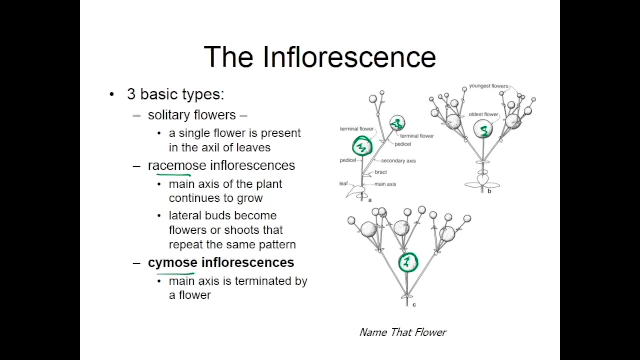 The Inflorescence
• 3 basic types:
– solitary flowers –
• a single flower is present
in the axil of leaves
– racemose inflorescences
• main axis of the plant
continues to grow
• lateral buds become
flowers or shoots that
repeat the same pattern
– cymose inflorescences
• main axis is terminated by
a flower
terminal flower
terminal flower
pedicel
pedicel
secondary axis
bract
leaf
main axis
a
youngest flowers
oldest flower
b
c
Name That Flower